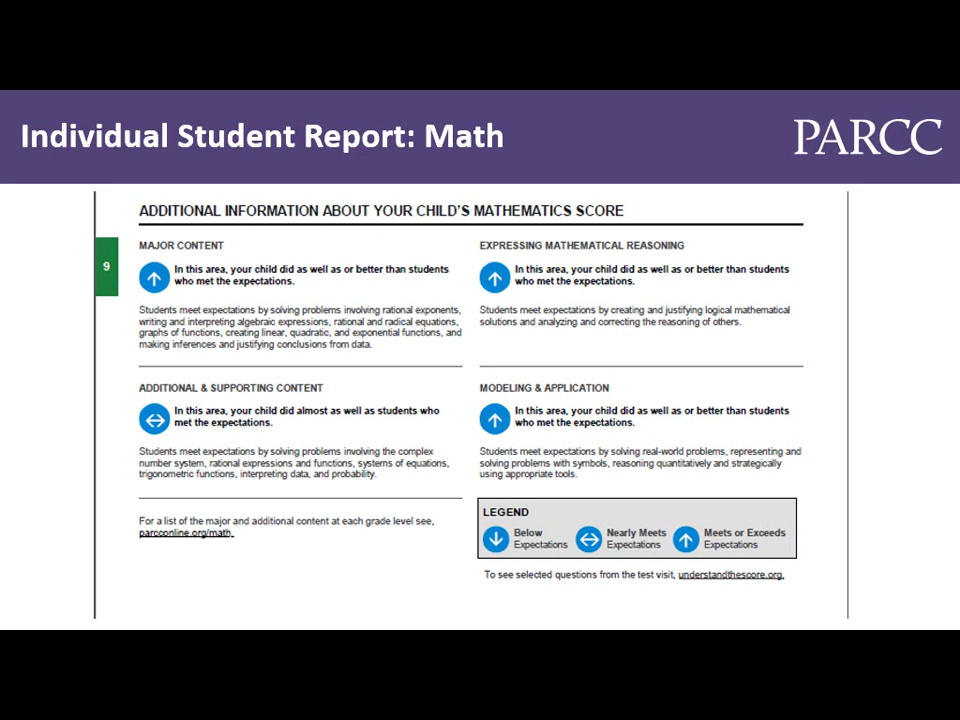 Individual Student Report: Math
PARCC
ADDITIONAL INFORMATION ABOUT YOUR CHILD'S MATHEMATICS SCORE
9
MAJOR CONTENT
In this area, your child did as well as or better than students
who met the expectations.
Students meet expectations by solving problems involving rational exponents,
writing and interpreting algebraic expressions, rational and radical equations,
graphs of functions, creating linear, quadratic, and exponential functions, and
making inferences and justifying conclusions from data.
EXPRESSING MATHEMATICAL REASONING
In this area, your child did as well as or better than students
who met the expectations.
Students meet expectations by creating and justifying logical mathematical
solutions and analyzing and correcting the reasoning of others.
ADDITIONAL & SUPPORTING CONTENT
In this area, your child did almost as well as students who
met the expectations.
Students meet expectations by solving problems involving the complex
number system, rational expressions and functions, systems of equations,
trigonometric functions, interpreting data, and probability.
MODELING & APPLICATION
In this area, your child did as well as or better than students
who met the expectations.
Students meet expectations by solving real-world problems, representing and
solving problems with symbols, reasoning quantitatively and strategically
using appropriate tools.
For a list of the major and additional content at each grade level see,
parcconline.org/math.
LEGEND
Below
Expectations
Nearly Meets
Expectations
Meets or Exceeds
Expectations
To see selected questions from the test visit, understandthescore.org.